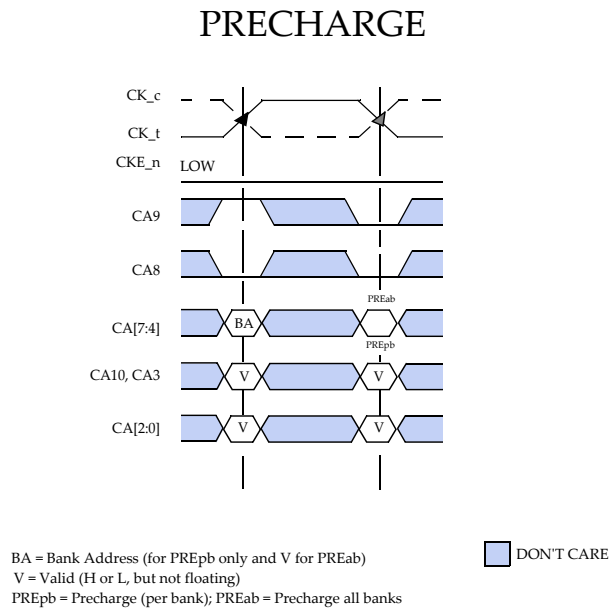 PRECHARGE
CK_c
CK_t
CKE_n LOW
CA9
CA8
PREab
CA[7:4] BA
PREpb
CA10, CA3 V V
CA[2:0] V V
BA = Bank Address (for PREpb only and V for PREab) DON'T CARE
V = Valid (H or L, but not floating)
PREpb = Precharge (per bank); PREab = Precharge all banks